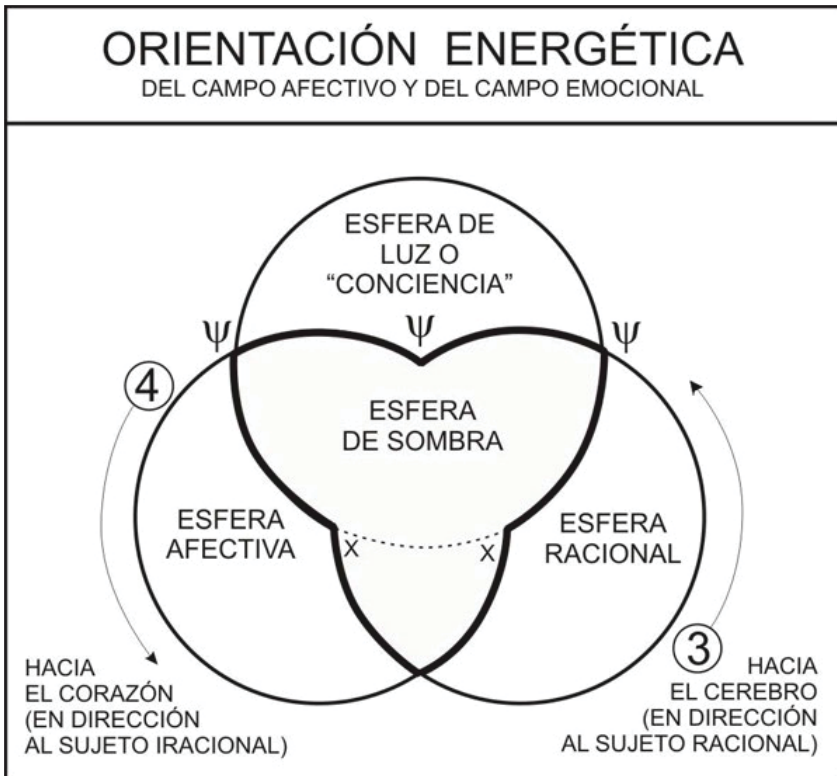 ORIENTACIÓN ENERGÉTICA
DEL CAMPO AFECTIVO Y DEL CAMPO EMOCIONAL
ESFERA DE
LUZ O
“CONCIENCIA”
Ψ Ψ Ψ
4
ESFERA
DE SOMBRA
ESFERA
AFECTIVA
ESFERA
RACIONAL
X X
3
HACIA
EL CORAZÓN
(EN DIRECCIÓN
AL SUJETO IRACIONAL)
HACIA
EL CEREBRO
(EN DIRECCIÓN
AL SUJETO RACIONAL)